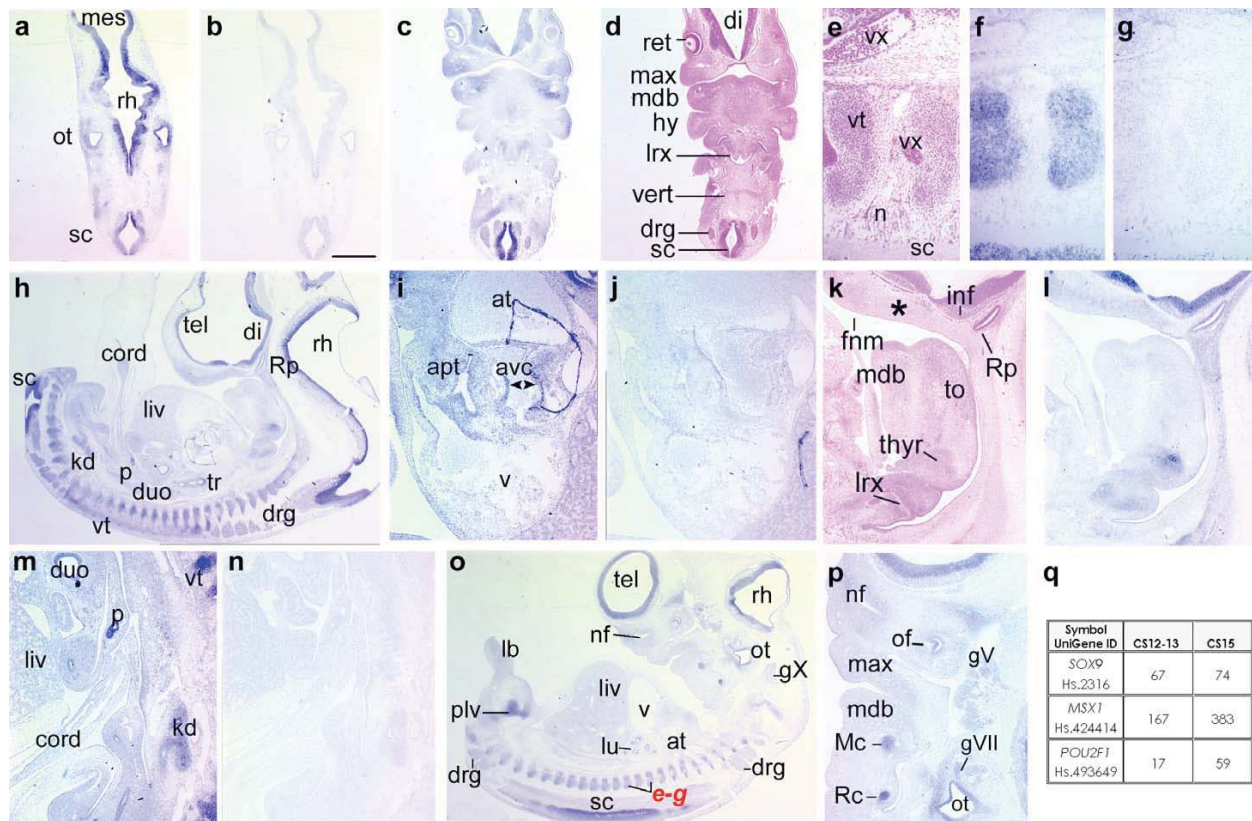 a
mes
rh
ot
sc
b
c
d
di
ret
max
mdb
hy
lrx
vert
drg
sc
e
vx
vt
vx
n
sc
f
g
h
tel
di
rh
cord
Rp
sc
liv
kd
p
duo
tr
vt
drg
i
at
apt
avc
v
j
k
*
inf
fnm
Rp
mdb
to
thyr
lrx
l
m
duo
vt
p
liv
kd
cord
n
o
tel
rh
nf
ot
lb
gX
liv
plv
v
lu
at
drg
drg
sc
e-g
p
nf
of
gV
max
mdb
Mc
gVII
Rc
ot
q
Symbol UniGene ID CS12-13 CS15
SOX9 Hs.2316 67 74
MSX1 Hs.424414 167 383
POU2F1 Hs.493649 17 59